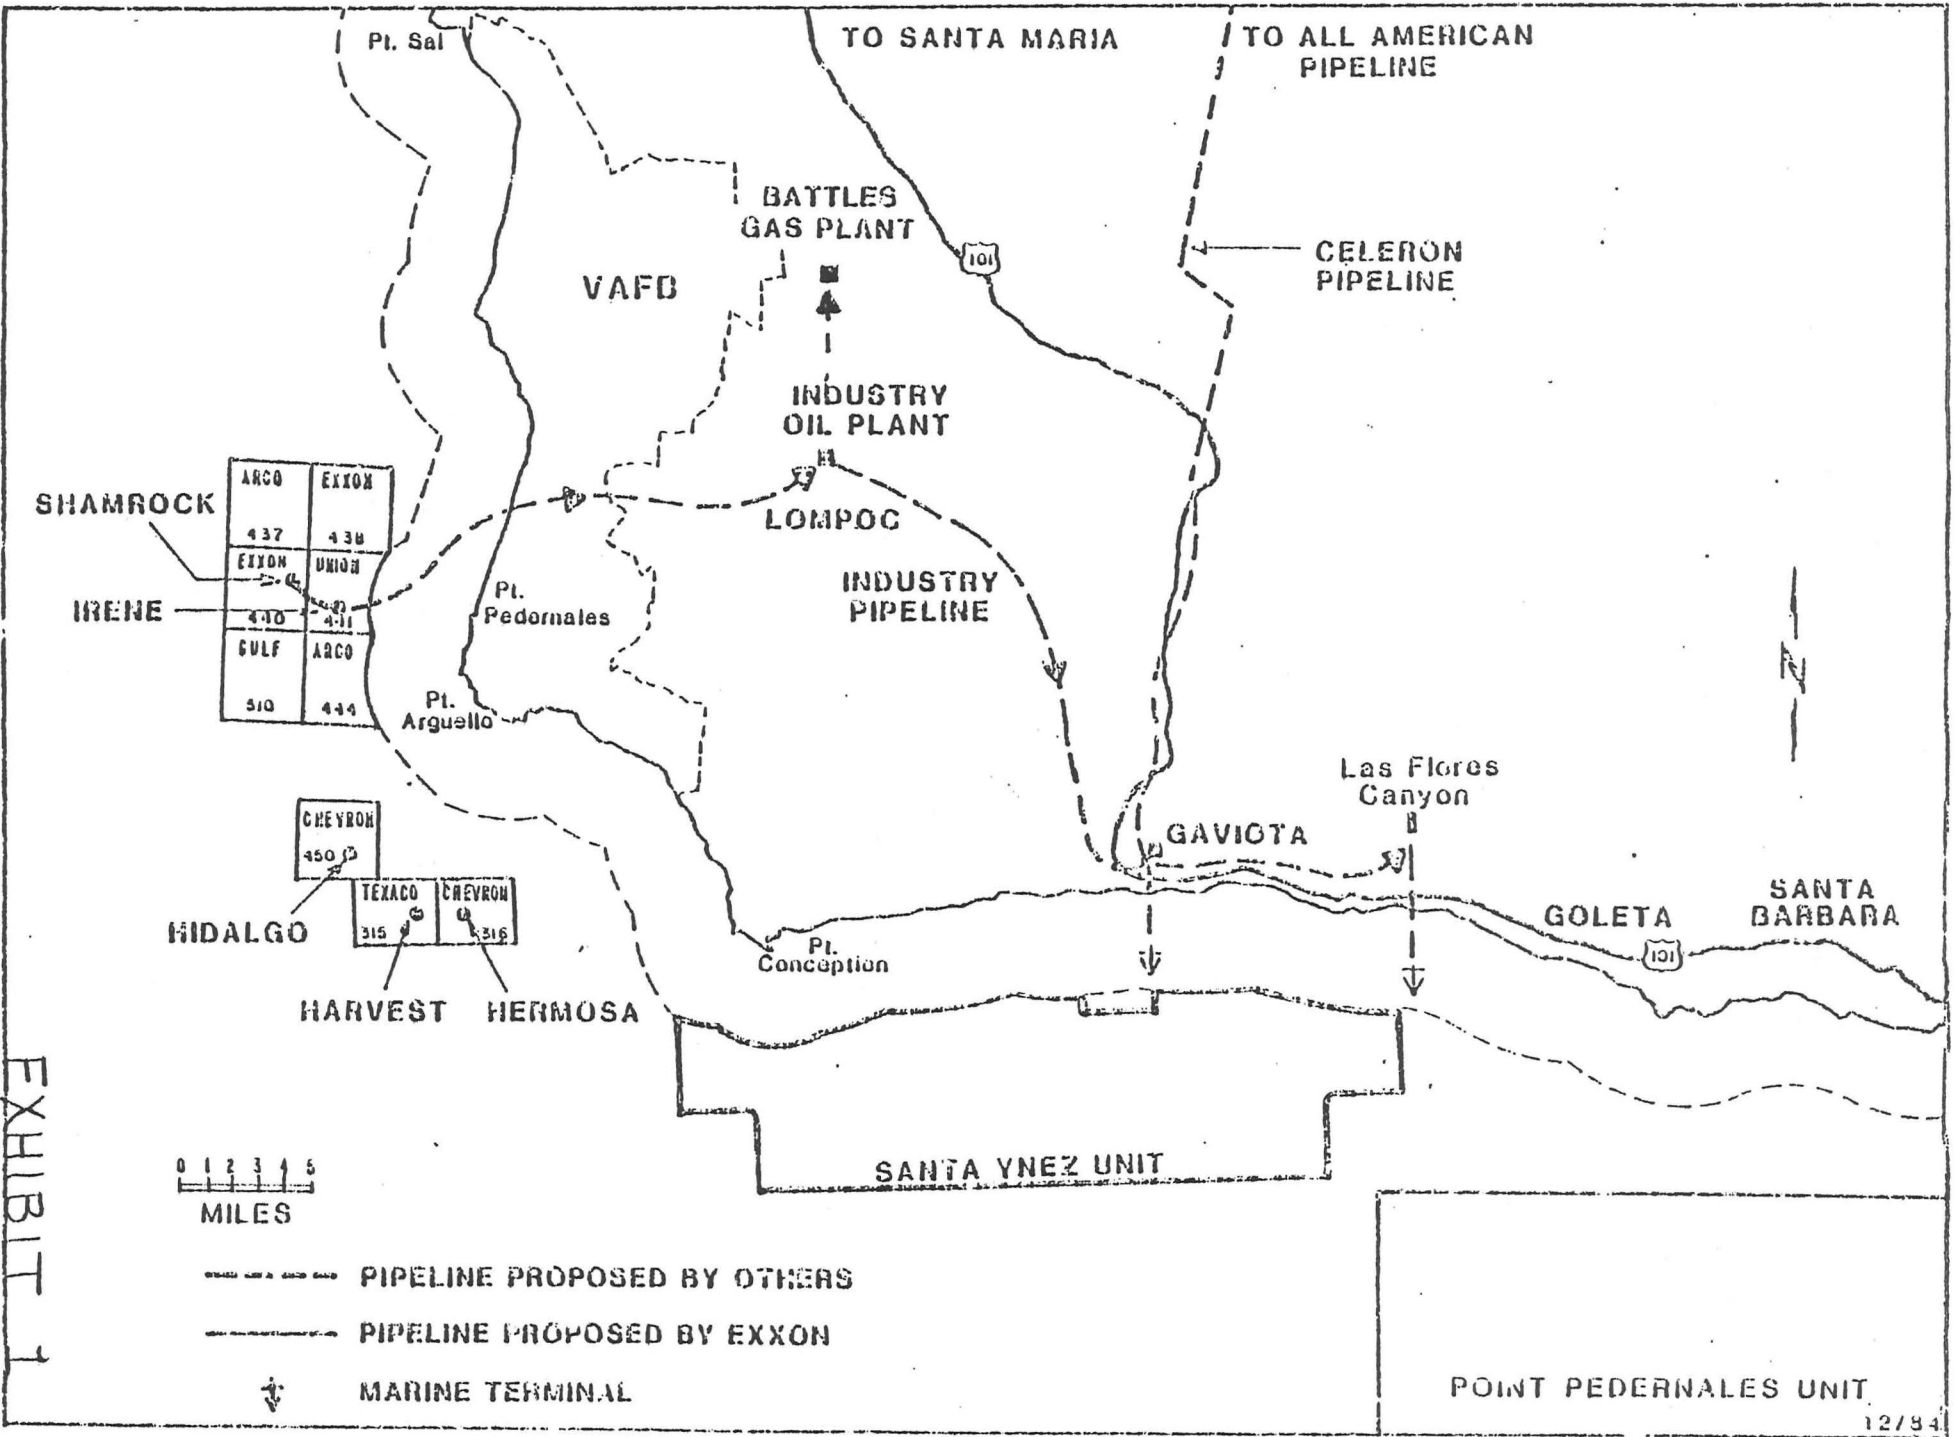 Pt. Sal
TO SANTA MARIA
TO ALL AMERICAN
PIPELINE
BATTLES
GAS PLANT
101
CELERON
PIPELINE
VAFB
INDUSTRY
OIL PLANT
ARCO
EXXON
437
438
SHAMROCK
EXXON
UNION
440
441
IRENE
GULF
ARCO
510
444
LOMPOC
INDUSTRY
PIPELINE
Pt.
Pedernales
Pt.
Arguello
N
Las Flores
Canyon
CHEVRON
450
GAVIOTA
TEXACO
CHEVRON
315
316
HIDALGO
HARVEST
HERMOSA
Pt.
Conception
GOLETA
101
SANTA
BARBARA
SANTA YNEZ UNIT
0 1 2 3 4 5
MILES
PIPELINE PROPOSED BY OTHERS
PIPELINE PROPOSED BY EXXON
MARINE TERMINAL
POINT PEDERNALES UNIT
12/84
EXHIBIT 1